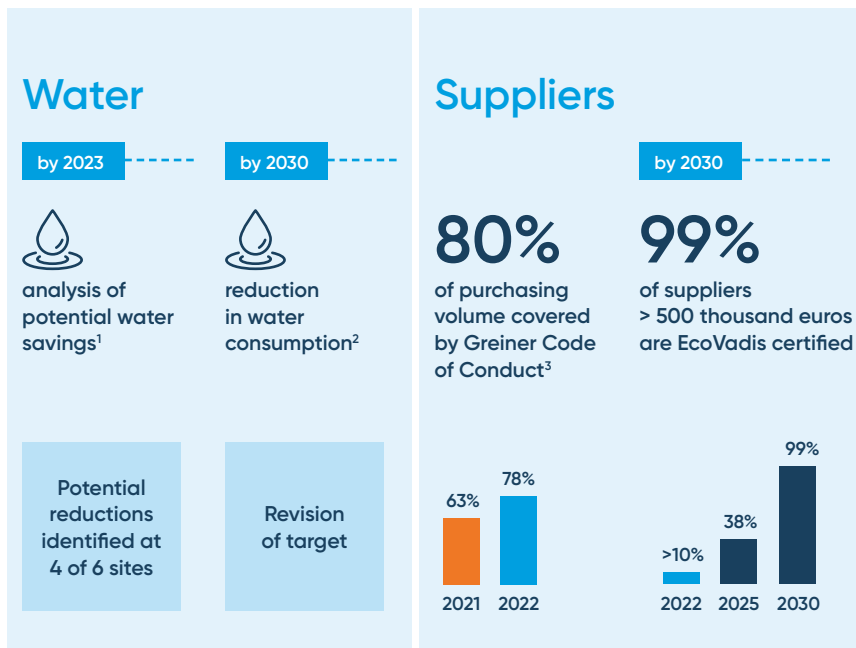 Water
by 2023
analysis of
potential water
savings¹
Potential
reductions
identified at
4 of 6 sites
by 2030
reduction
in water
consumption²
Revision
of target
Suppliers
80%
of purchasing
volume covered
by Greiner Code
of Conduct³
63%
78%
2021 2022
by 2030
99%
of suppliers
> 500 thousand euros
are EcoVadis certified
>10%
38%
99%
2022 2025 2030